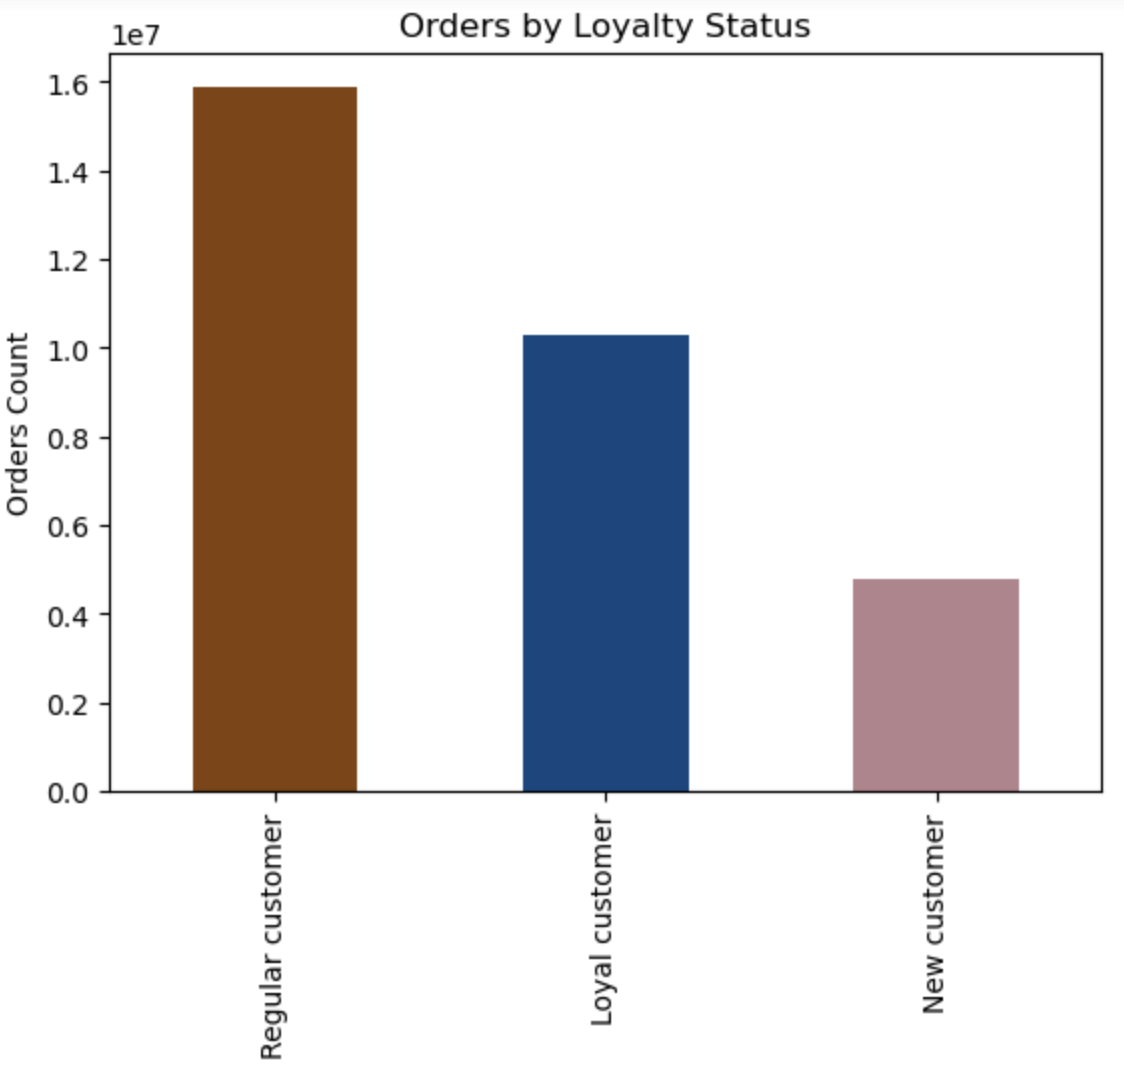 Orders by Loyalty Status
1e7
1.6
1.4
1.2
1.0
0.8
0.6
0.4
0.2
0.0
Orders Count
Regular customer
Loyal customer
New customer